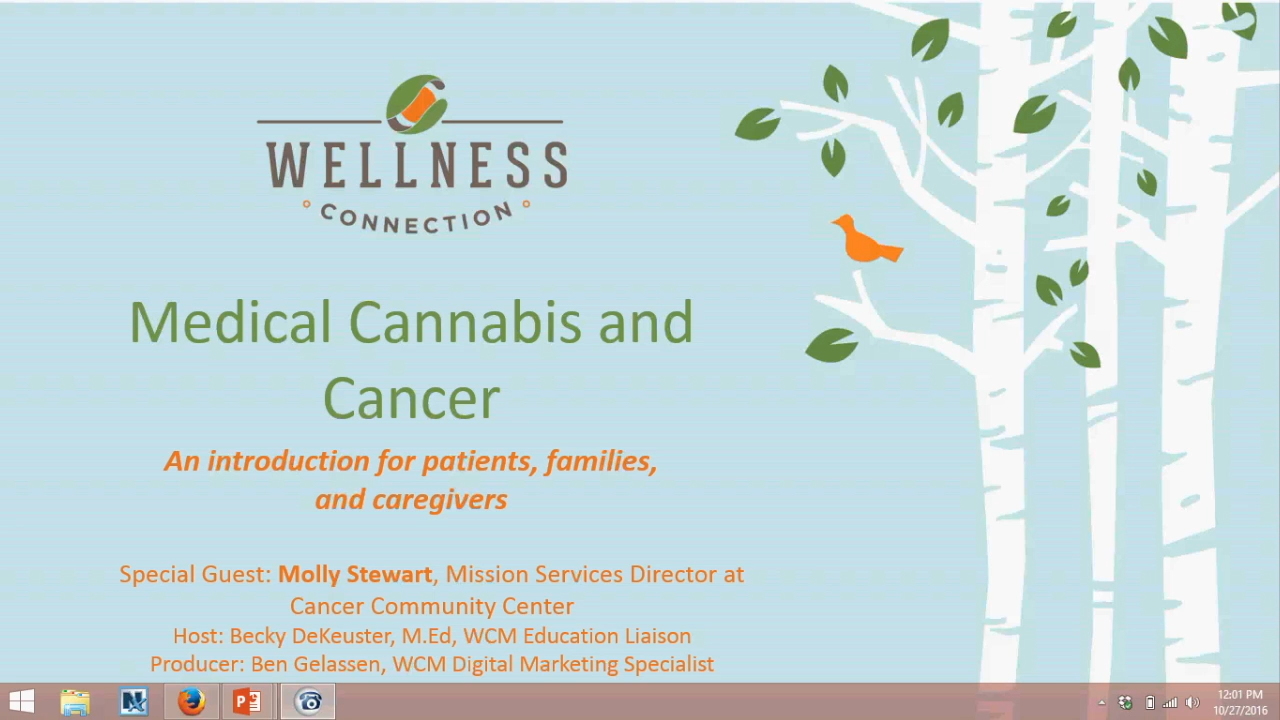 WELLNESS
CONNECTION
Medical Cannabis and
Cancer
An introduction for patients, families,
and caregivers
Special Guest: Molly Stewart, Mission Services Director at
Cancer Community Center
Host: Becky DeKeuster, M.Ed, WCM Education Liaison
Producer: Ben Gelassen, WCM Digital Marketing Specialist
12:01 PM
10/27/2016